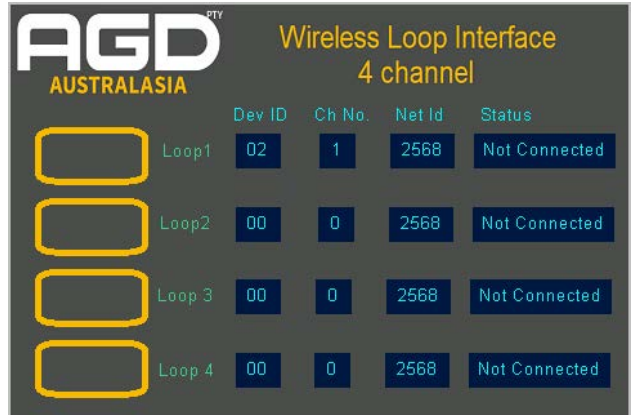 AGD PTY
AUSTRALASIA
Wireless Loop Interface
4 channel
Dev ID Ch No. Net Id Status
Loop1 02 1 2568 Not Connected
Loop2 00 0 2568 Not Connected
Loop 3 00 0 2568 Not Connected
Loop 4 00 0 2568 Not Connected